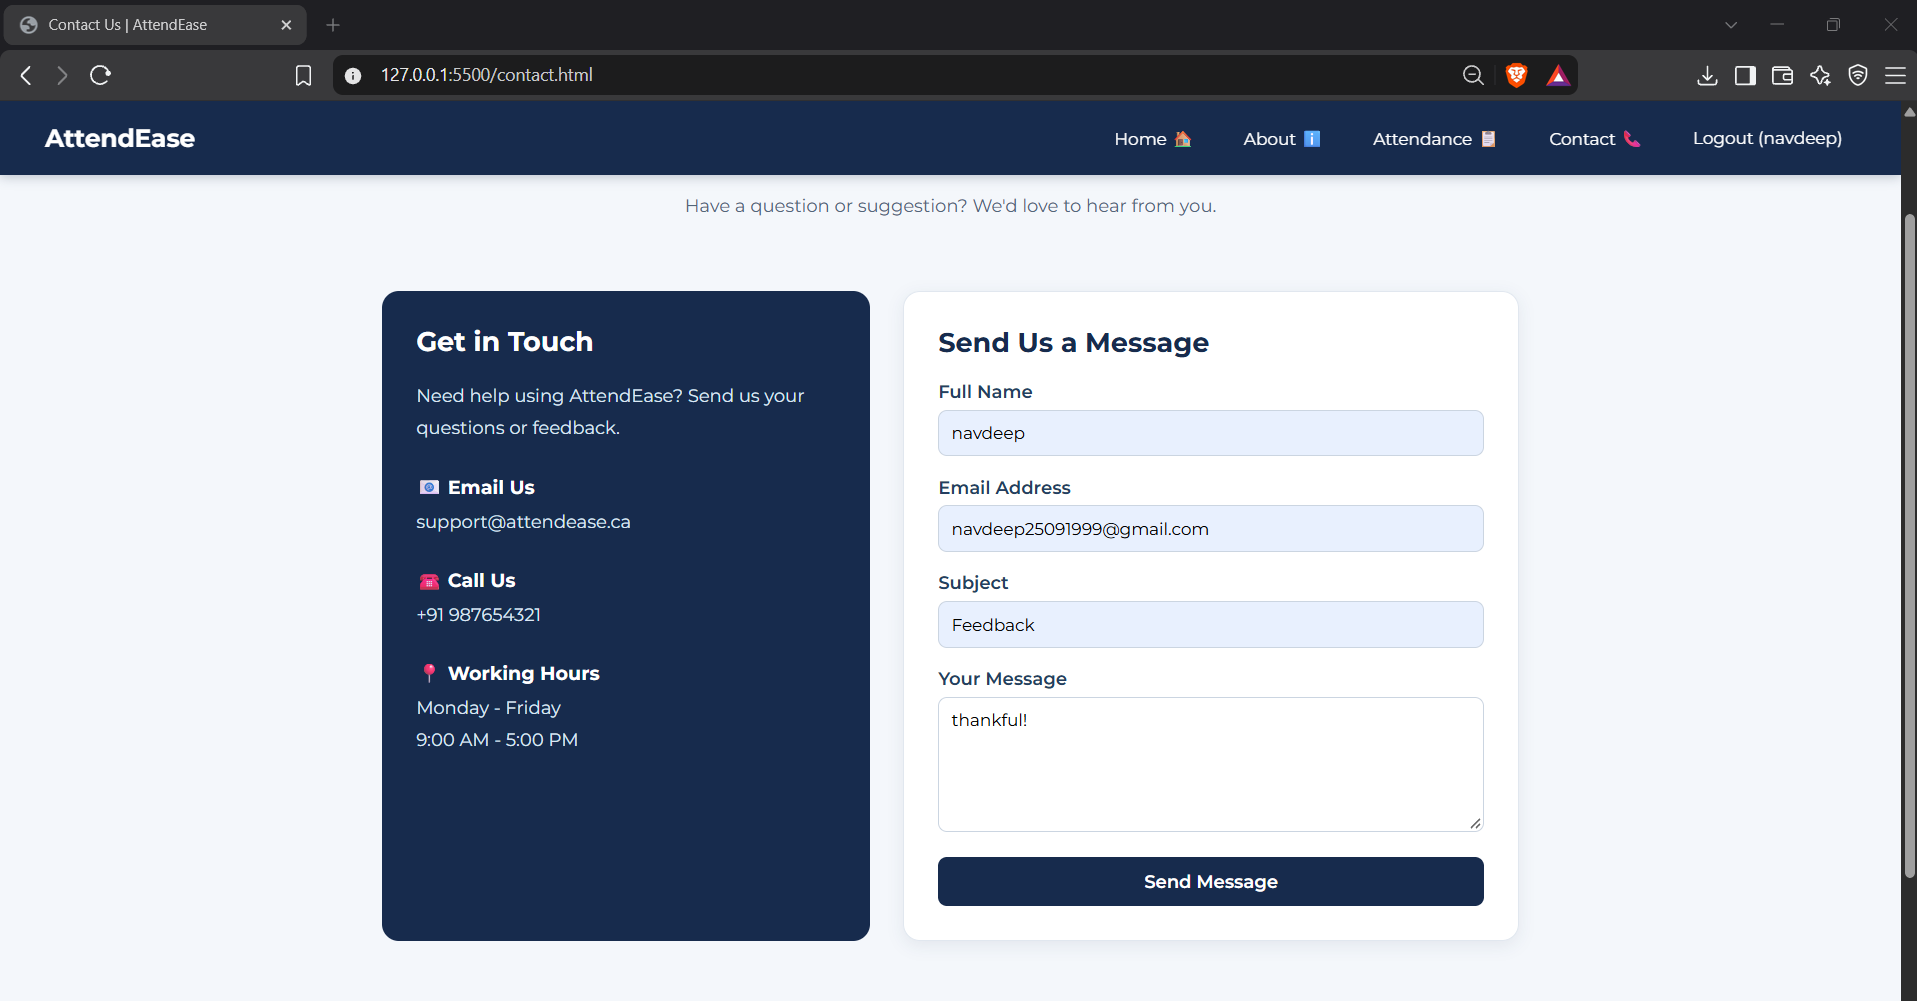 Contact Us | AttendEase
127.0.0.1:5500/contact.html
AttendEase
Home 🏠 About ℹ️ Attendance 📋 Contact 📞 Logout (navdeep)
Have a question or suggestion? We'd love to hear from you.
Get in Touch
Need help using AttendEase? Send us your
questions or feedback.
📧 Email Us
support@attendease.ca
☎️ Call Us
+91 987654321
📍 Working Hours
Monday - Friday
9:00 AM - 5:00 PM
Send Us a Message
Full Name
navdeep
Email Address
navdeep25091999@gmail.com
Subject
Feedback
Your Message
thankful!
Send Message